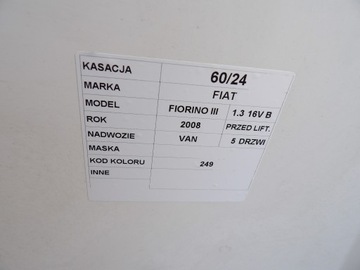 KASACJA 60/24
MARKA FIAT
MODEL FIORINO III 1.3 16V B
ROK 2008 PRZED LIFT.
NADWOZIE VAN 5 DRZWI
MASKA
KOD KOLORU 249
INNE